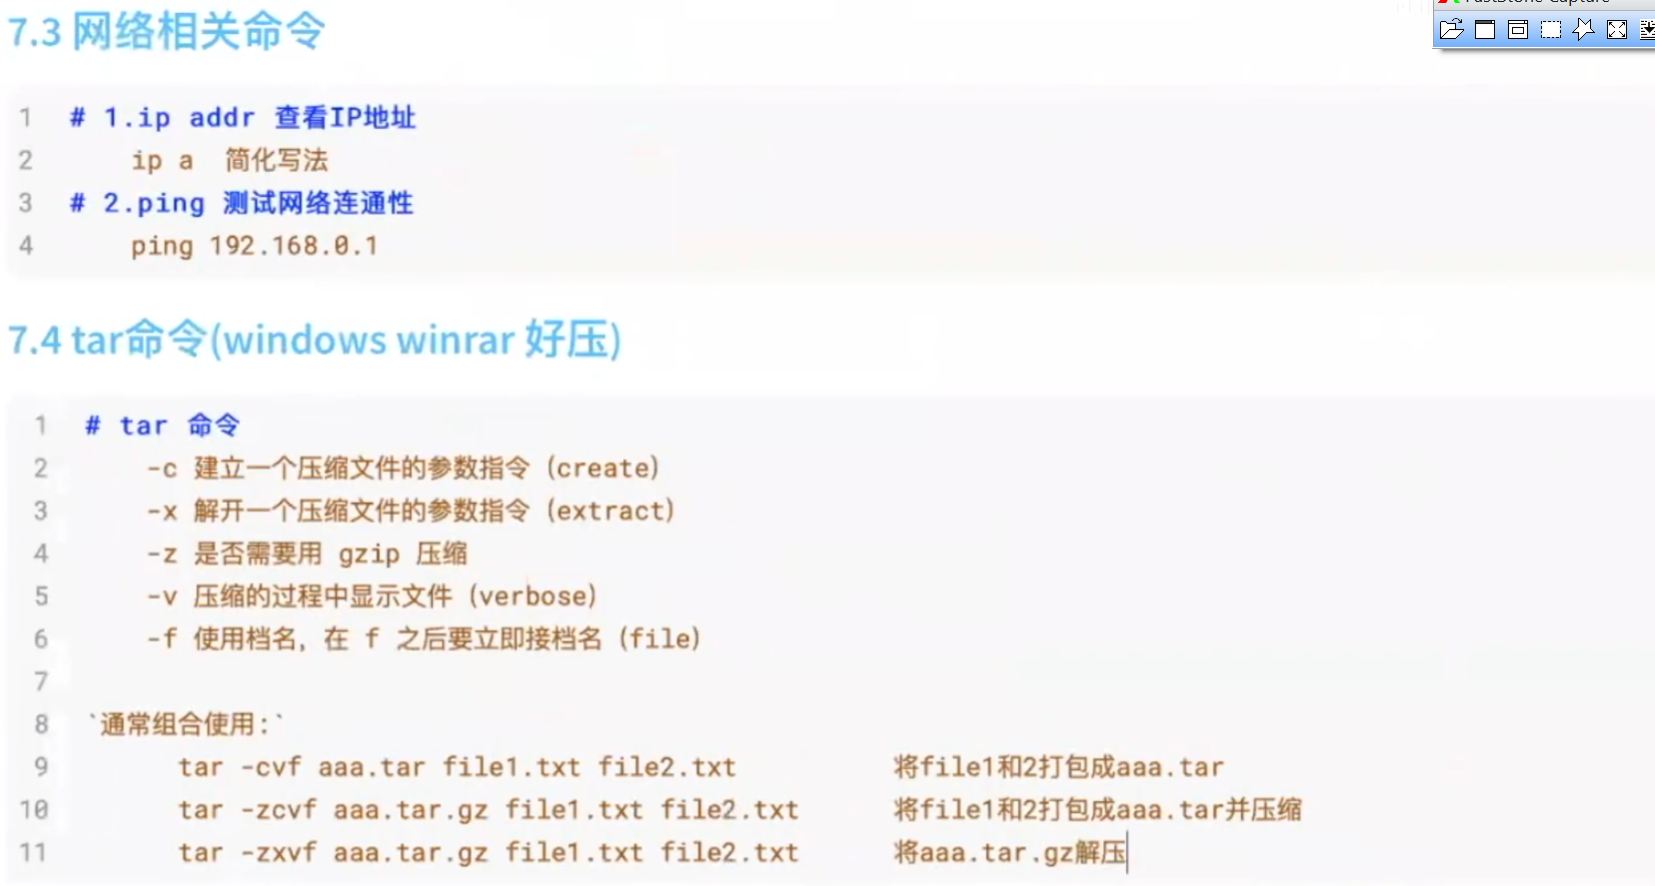 7.3 网络相关命令
1 # 1.ip addr 查看IP地址
2 ip a 简化写法
3 # 2.ping 测试网络连通性
4 ping 192.168.0.1
7.4 tar命令(windows winrar 好压)
1 # tar 命令
2 -c 建立一个压缩文件的参数指令（create）
3 -x 解开一个压缩文件的参数指令（extract）
4 -z 是否需要用 gzip 压缩
5 -v 压缩的过程中显示文件（verbose）
6 -f 使用档名，在 f 之后要立即接档名（file）
7
8 `通常组合使用：`
9 tar -cvf aaa.tar file1.txt file2.txt 将file1和2打包成aaa.tar
10 tar -zcvf aaa.tar.gz file1.txt file2.txt 将file1和2打包成aaa.tar并压缩
11 tar -zxvf aaa.tar.gz file1.txt file2.txt 将aaa.tar.gz解压